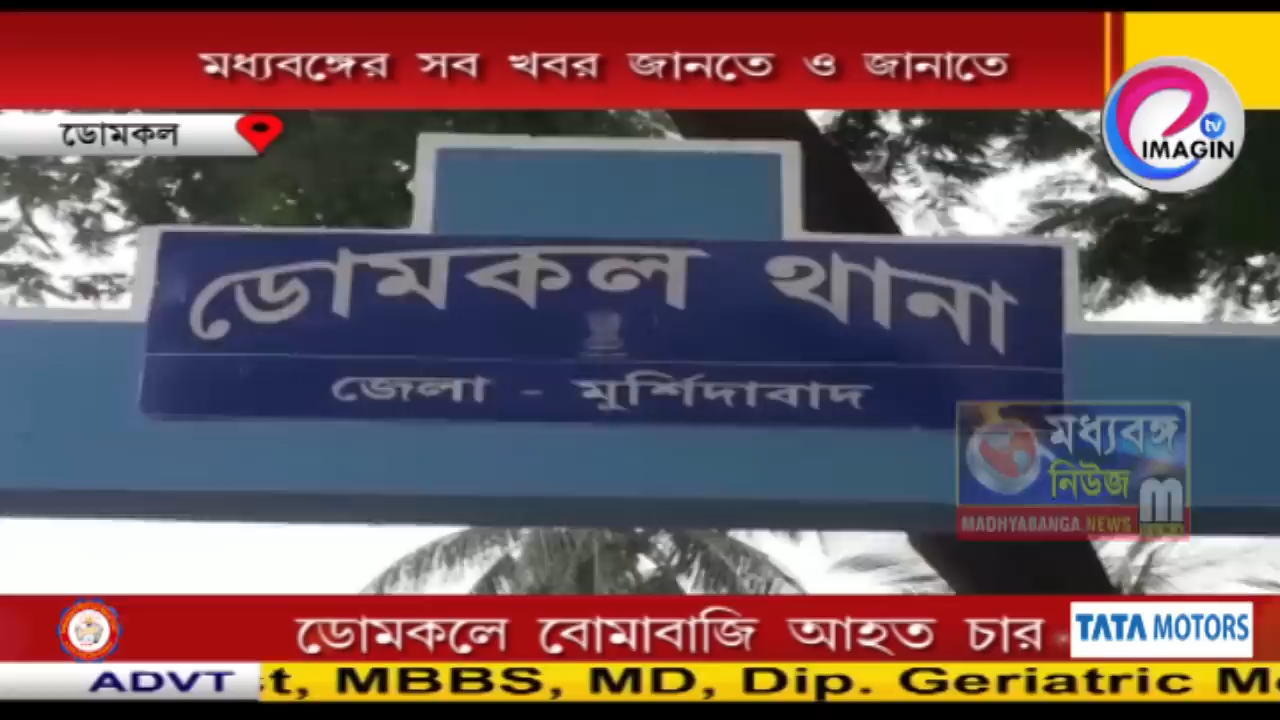 মধ্যবঙ্গের সব খবর জানতে ও জানাতে
ডোমকল
tv
IMAGIN
ডোমকল থানা
জেলা - মুর্শিদাবাদ
মধ্যবঙ্গ
নিউজ
MADHYABANGA.NEWS
ডোমকলে বোমাবাজি আহত চার
TATA MOTORS
ADVT
t, MBBS, MD, Dip. Geriatric Me